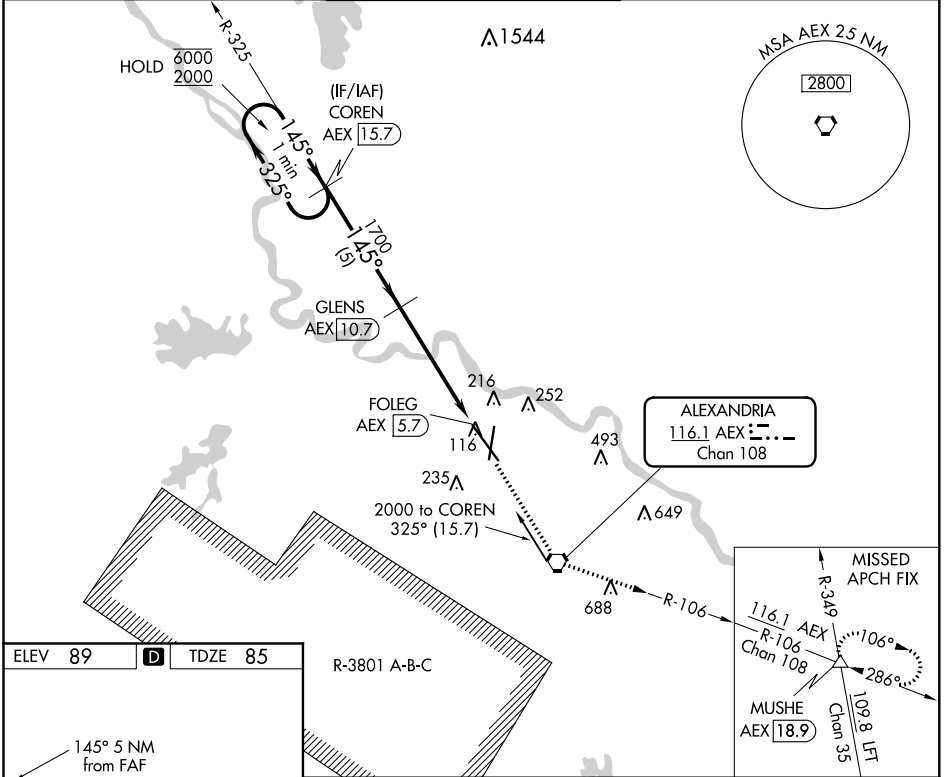 R-325
HOLD 6000
2000
1544
MSA AEX 25 NM
2800
(IF/IAF)
COREN
AEX 15.7
145°
1 min
325°
1700
145°
(5)
GLENS
AEX 10.7
216
252
FOLEG
AEX 5.7
116
493
ALEXANDRIA
116.1 AEX
Chan 108
235
2000 to COREN
325° (15.7)
649
688
R-106
MISSED
APCH FIX
R-349
116.1 AEX
R-106
Chan 108
106°
286°
MUSHE
AEX 18.9
109.8 LFT
Chan 35
R-3801 A-B-C
ELEV 89 D TDZE 85
145° 5 NM
from FAF